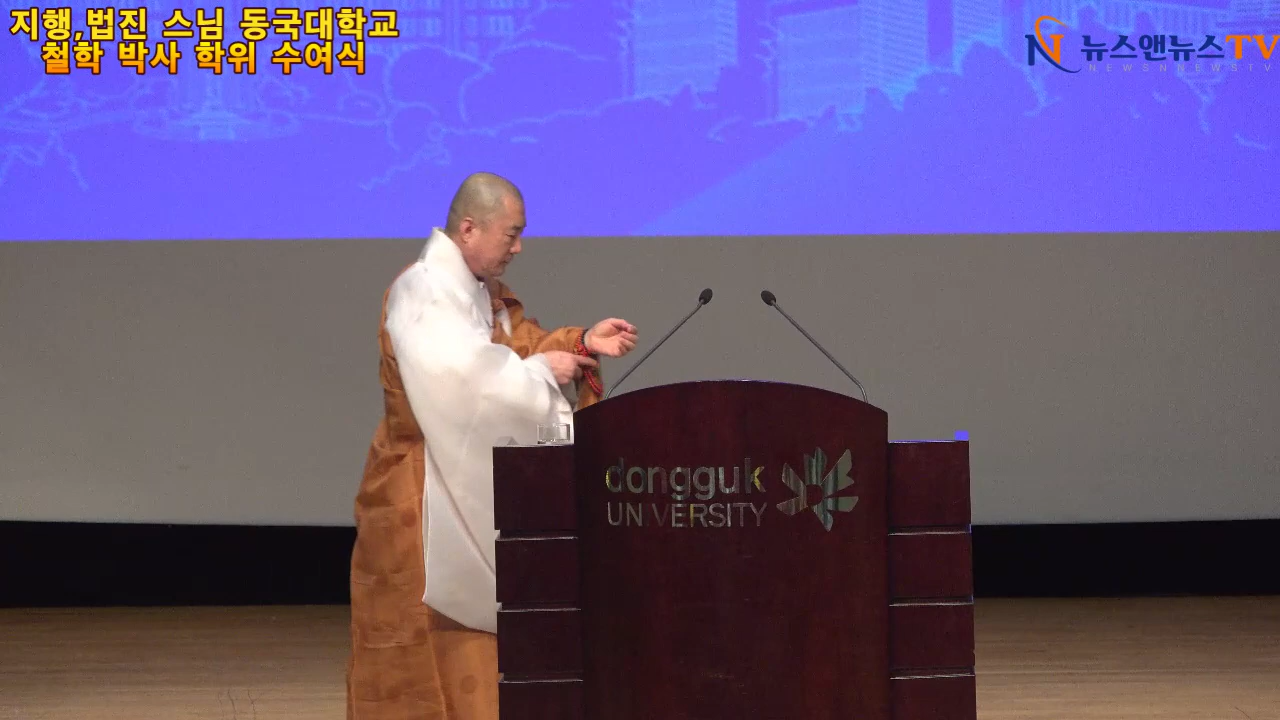 지행,법진 스님 동국대학교
철학 박사 학위 수여식
뉴스앤뉴스TV
NEWSNNEWSTV
dongguk
UNIVERSITY